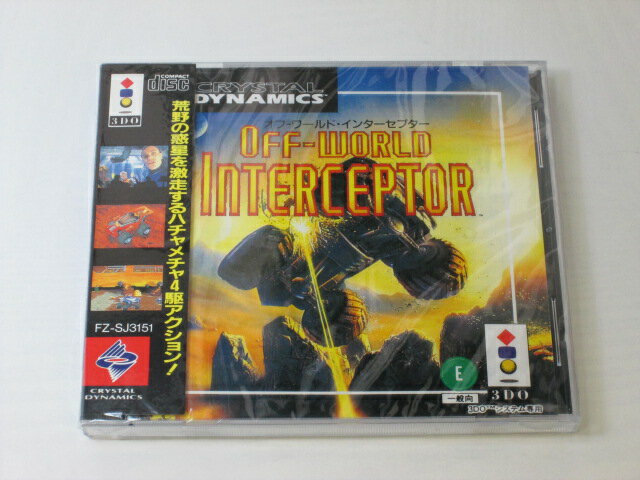 COMPACT
disc
3DO
荒野の惑星を激走するハチャメチャ4駆アクション!
FZ-SJ3151
CRYSTAL
DYNAMICS
CRYSTAL
DYNAMICS™
オフ・ワールド・インターセプター
OFF-WORLD
INTERCEPTOR™
E
一般向
3DO
3DO™システム専用